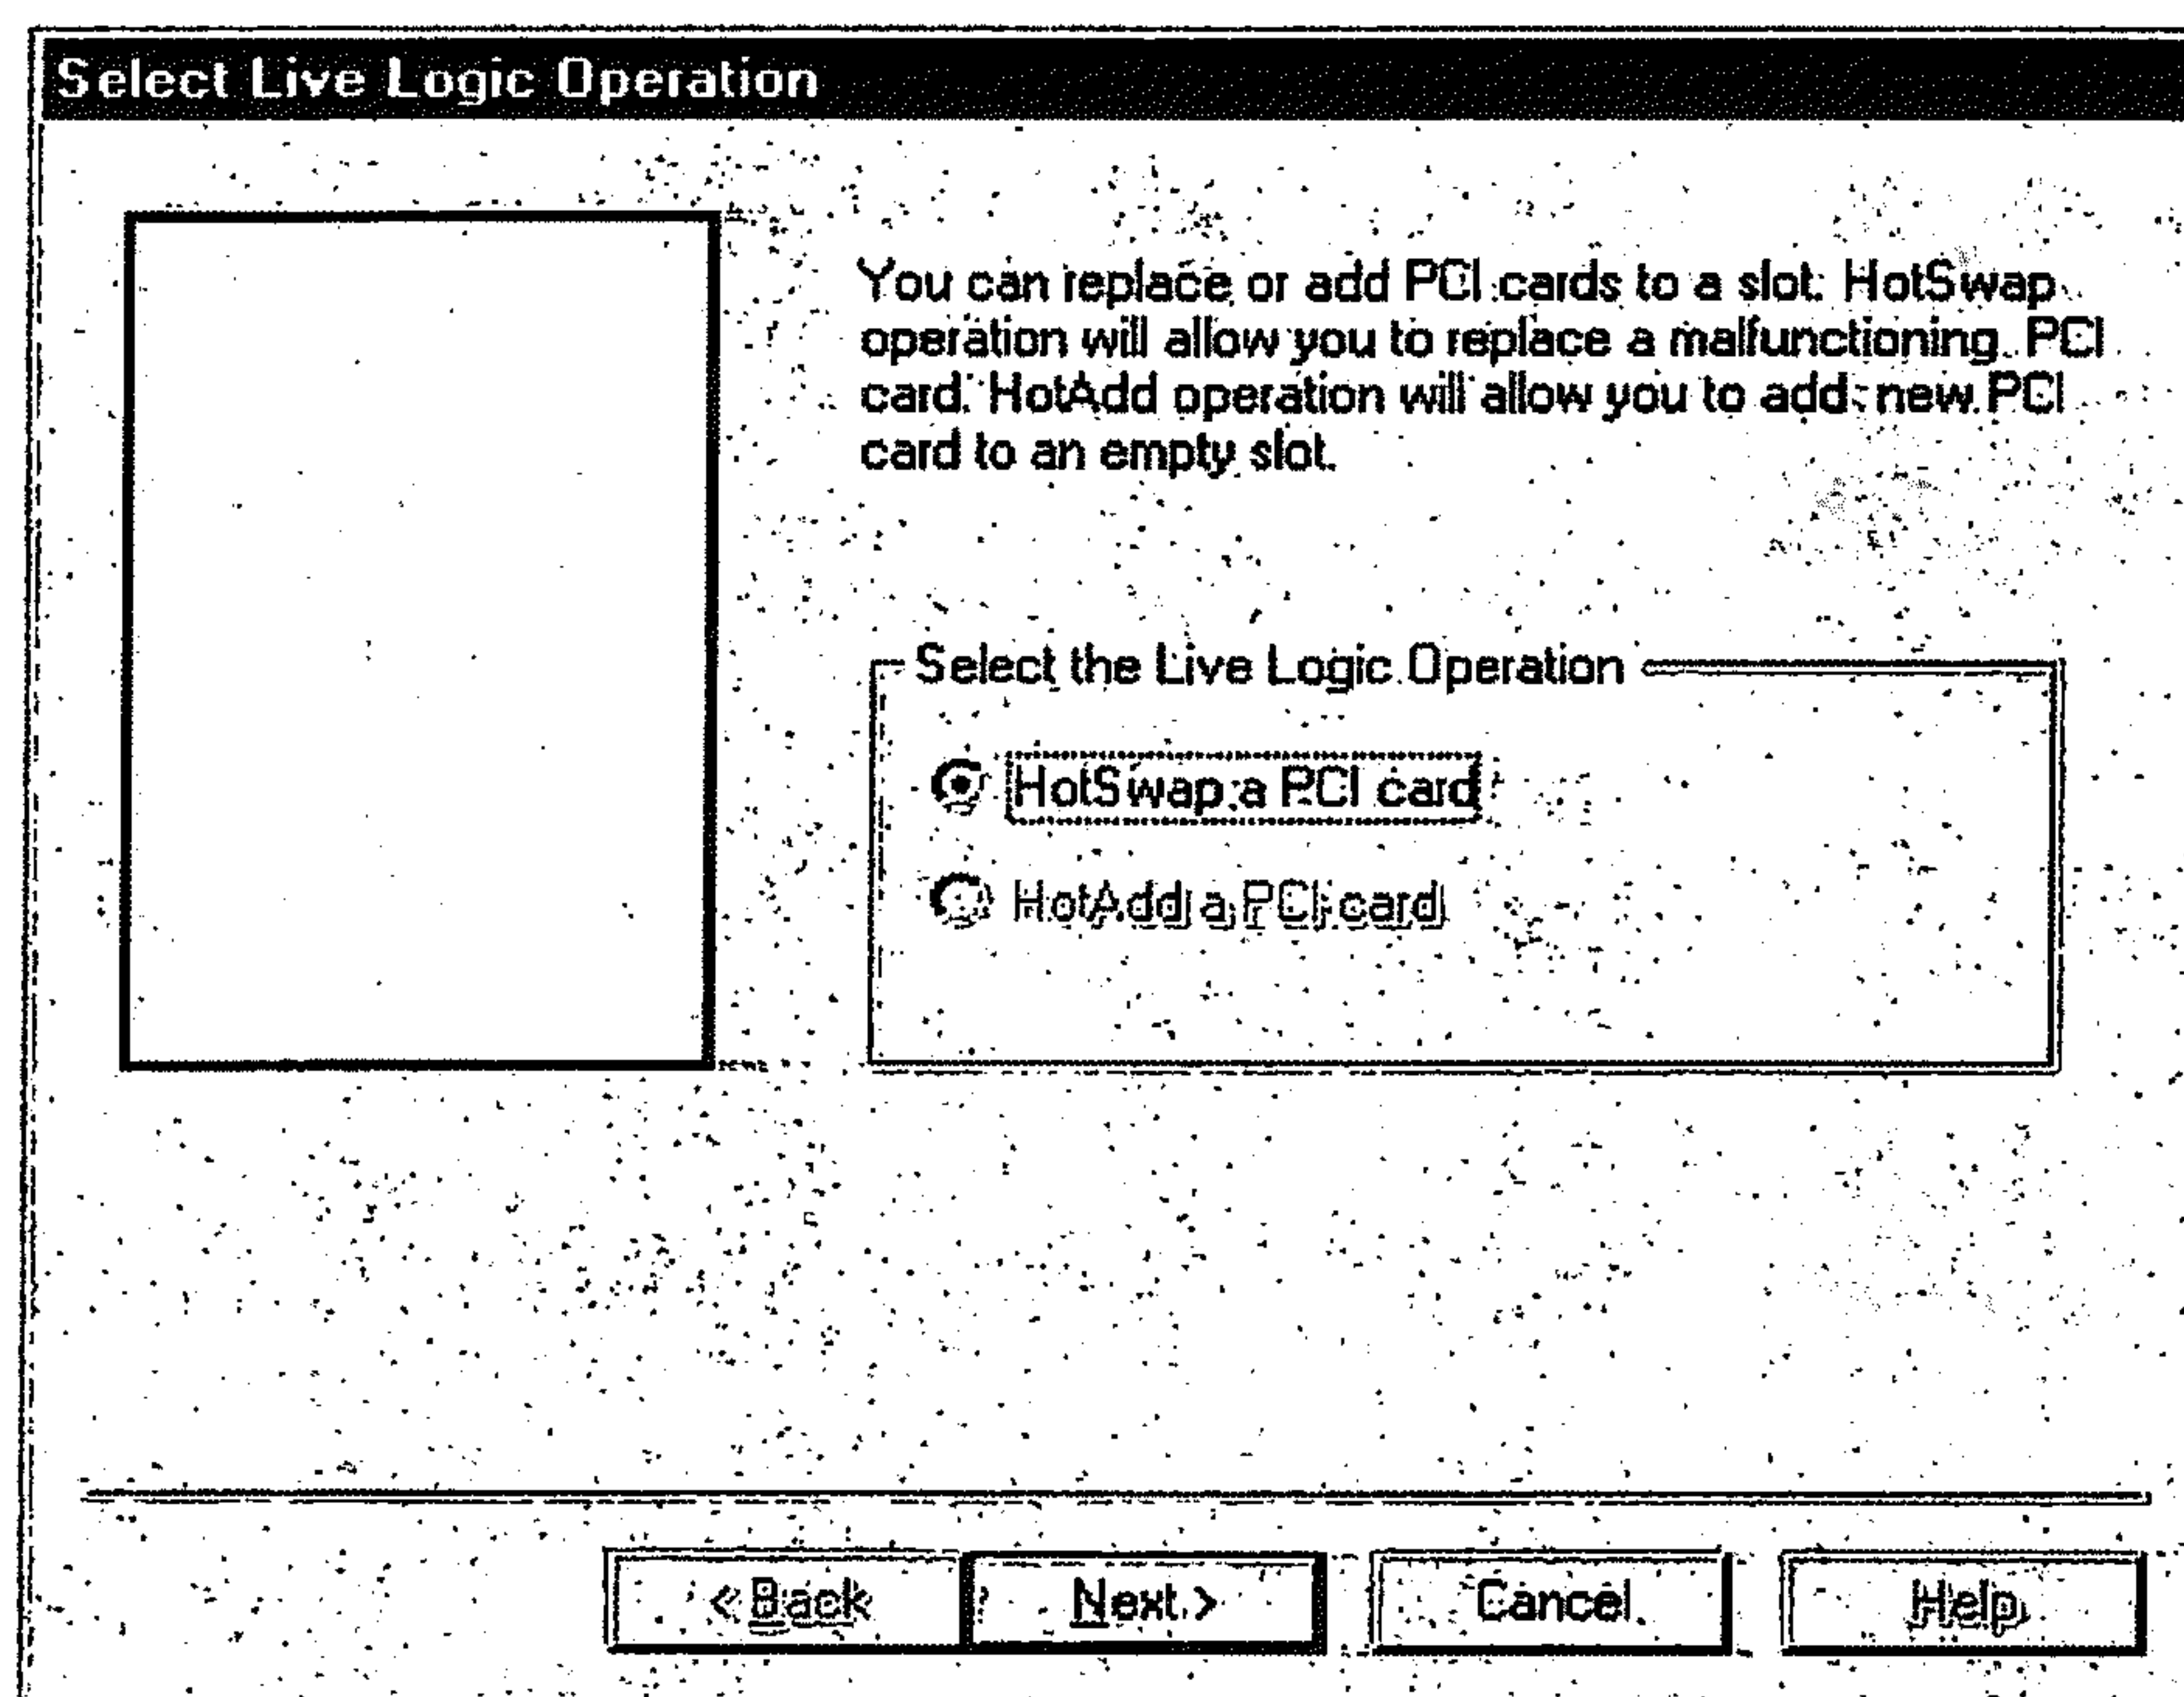 Select Live Logic Operation
You can replace or add PCI cards to a slot. HotSwap
operation will allow you to replace a malfunctioning PCI
card. HotAdd operation will allow you to add new PCI
card to an empty slot.
Select the Live Logic Operation
HotSwap a PCI card
HotAdd a PCI card
< Back Next > Cancel Help